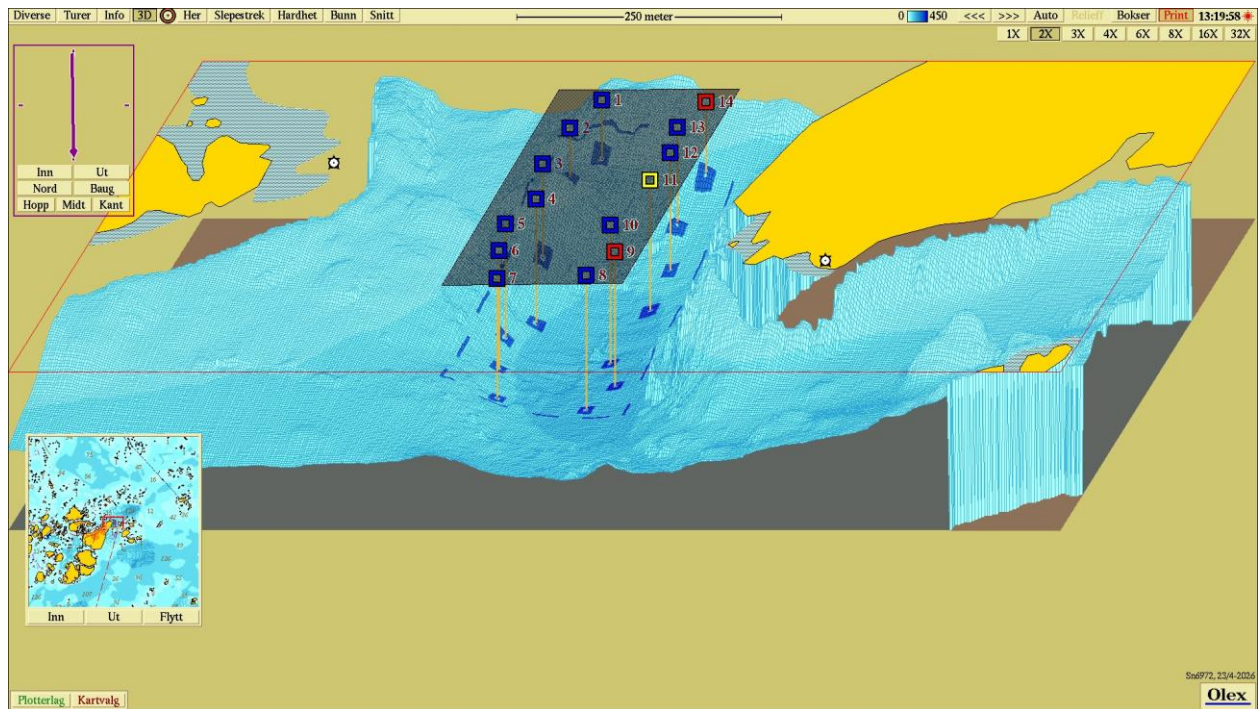 Diverse Turer Info 3D Her Slepestrek Hardhet Bunn Snitt 250 meter 0 450 <<< >>> Auto Relieff Bokser Print 13:19:58
1X 2X 3X 4X 6X 8X 16X 32X
Inn Ut
Nord Baug
Hopp Midt Kant
1
14
2
13
12
3
11
4
5
10
6
9
7
8
Inn Ut Flytt
Sn6972, 23/4-2026
Plotterlag Kartvalg
Olex